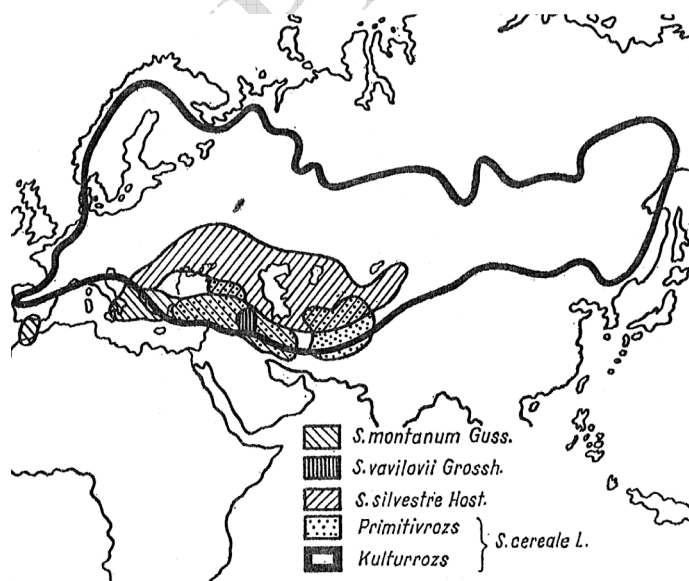 S. montanum Guss.
S. vavilovii Grossh.
S. silvestre Host.
Primitivrozs
Kulturrozs
S. cereale L.